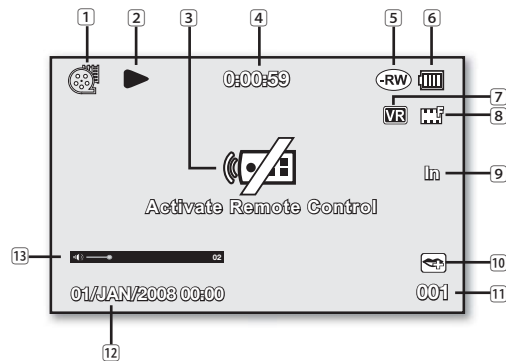 1 2 3 4 5 6
0:00:59 -RW
7
VR F 8
In 9
Activate Remote Control
13 02 10
01/JAN/2008 00:00 001 11
12